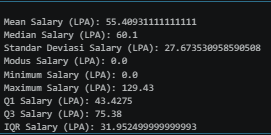 Mean Salary (LPA): 55.40931111111111
Median Salary (LPA): 60.1
Standar Deviasi Salary (LPA): 27.673530958590508
Modus Salary (LPA): 0.0
Minimum Salary (LPA): 0.0
Maximum Salary (LPA): 129.43
Q1 Salary (LPA): 43.4275
Q3 Salary (LPA): 75.38
IQR Salary (LPA): 31.952499999999993